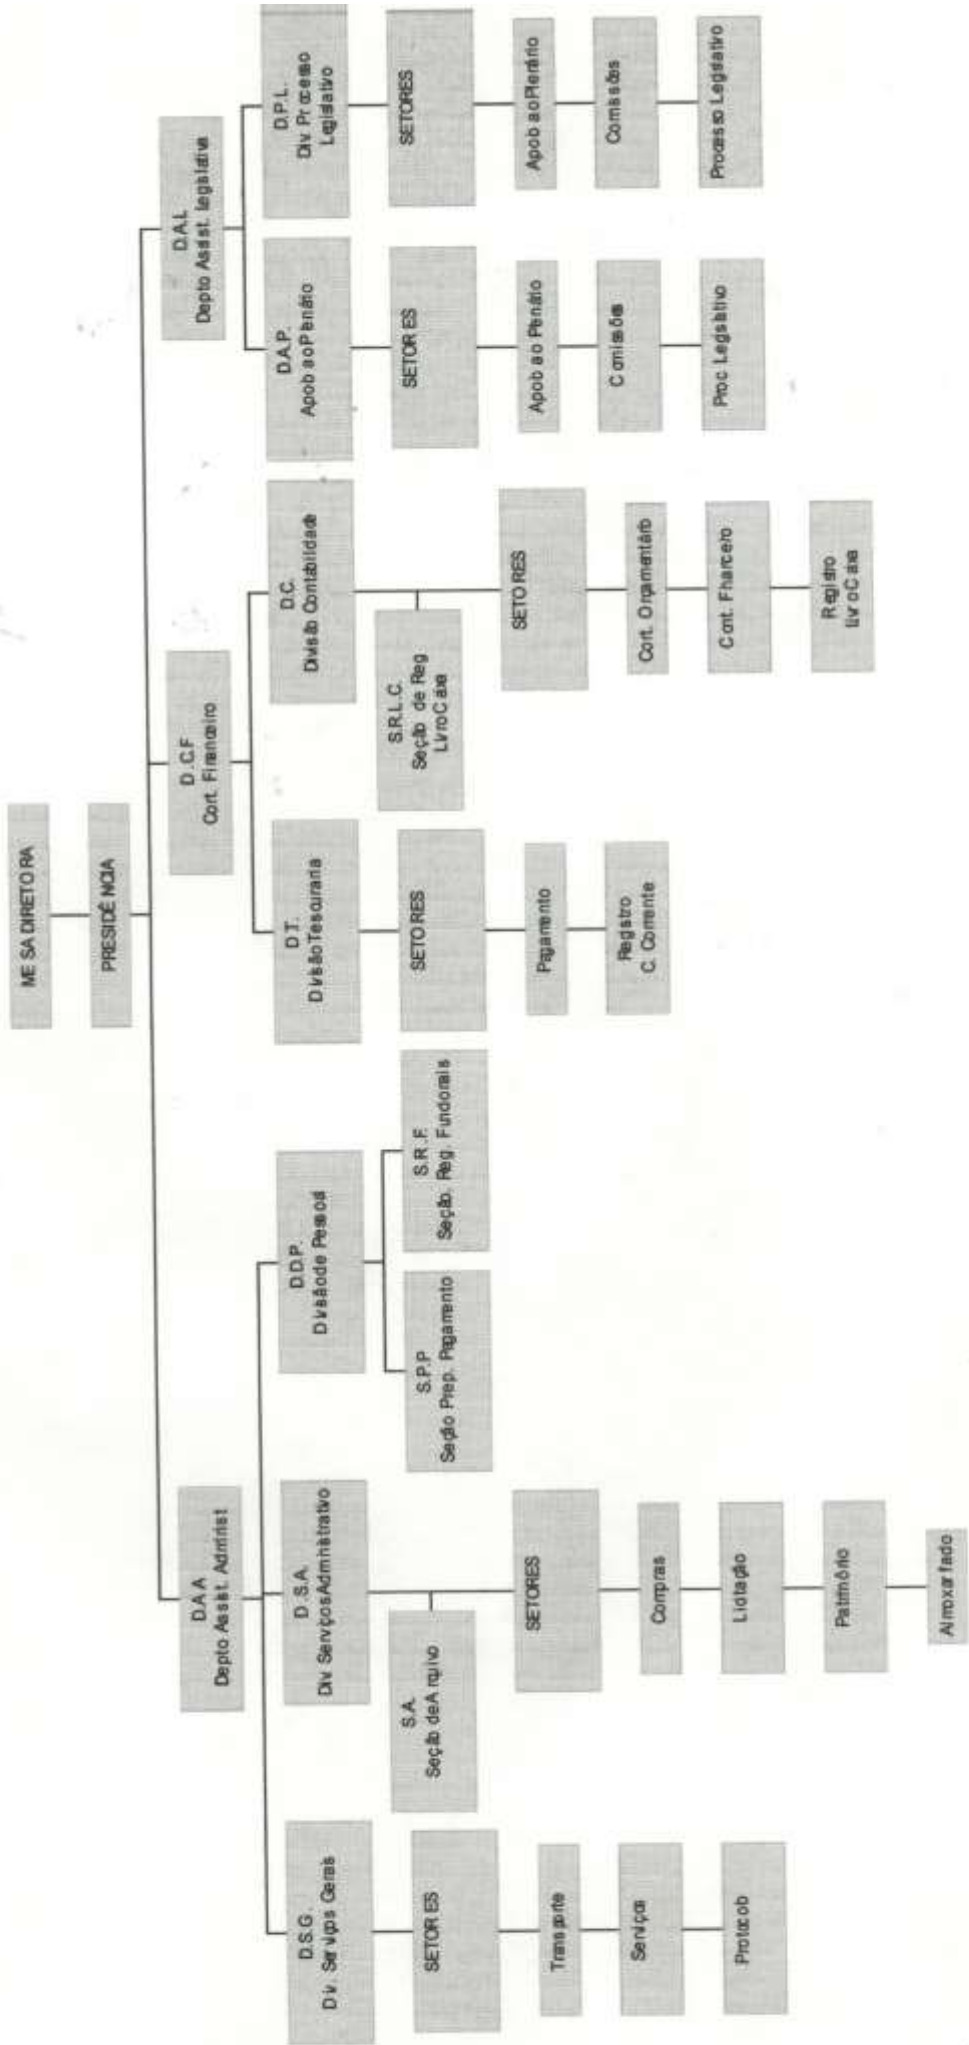 MESA DIRETORA
PRESIDÊNCIA
D.A.A
Depto Assist. Administ
D.C.F
Cont. Financeiro
D.A.L
Depto Assist. legislativa
D.S.G.
Div. Serviços Gerais
D.S.A.
Div Serviços Administrativo
D.D.P.
Divisão de Pessoal
D.T.
Divisão Tesouraria
D.C.
Divisão Contabilidade
D.A.P.
Apoio ao Plenário
D.P.L.
Div Processo
Legislativo
SETORES
S.A.
Seção de Arquivo
S.P.P
Seção Prep. Pagamento
S.R.F.
Seção. Reg. Funcionais
SETORES
S.R.L.C.
Seção de Reg
Livro Caixa
SETORES
SETORES
SETORES
SETORES
Transporte
Serviços
Protocolo
Compras
Licitação
Patrimônio
Almoxarifado
Pagamento
Registro
C. Corrente
Cont. Orçamentário
Cont. Financeiro
Registro
Livro Caixa
Apoio ao Plenário
Comissões
Proc. Legislativo
Apoio ao Plenário
Comissões
Processo Legislativo